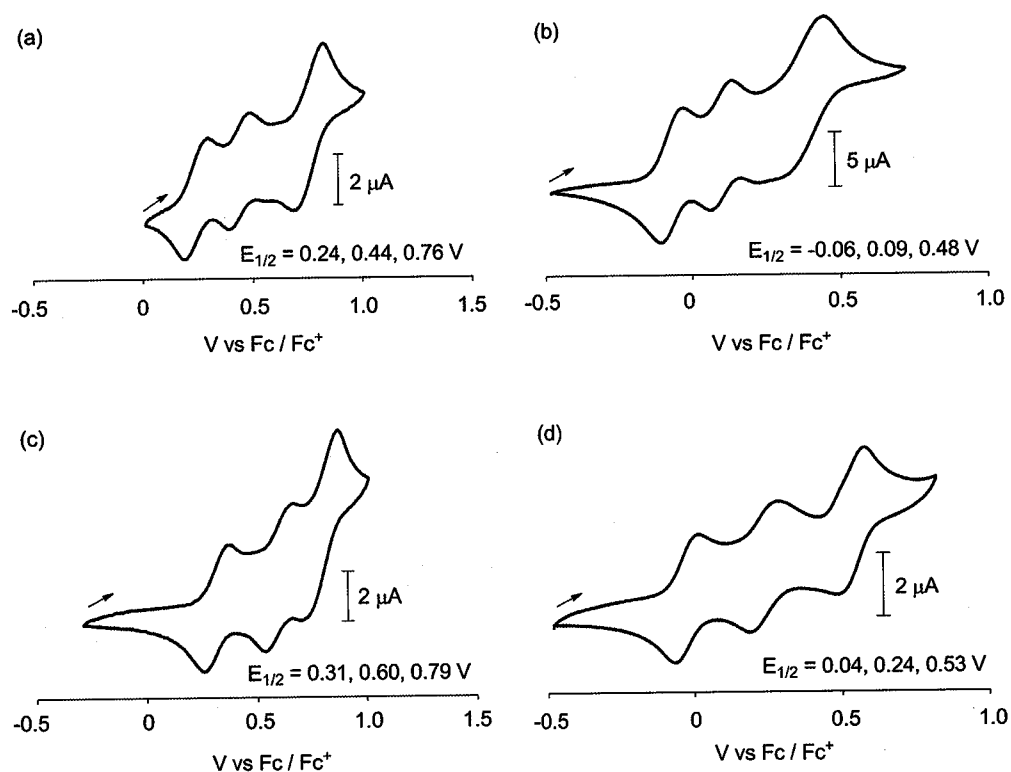 (a)
2 μA
E1/2 = 0.24, 0.44, 0.76 V
-0.5 0 0.5 1.0 1.5
V vs Fc / Fc+
(b)
5 μA
E1/2 = -0.06, 0.09, 0.48 V
-0.5 0 0.5 1.0
V vs Fc / Fc+
(c)
2 μA
E1/2 = 0.31, 0.60, 0.79 V
-0.5 0 0.5 1.0 1.5
V vs Fc / Fc+
(d)
2 μA
E1/2 = 0.04, 0.24, 0.53 V
-0.5 0 0.5 1.0
V vs Fc / Fc+